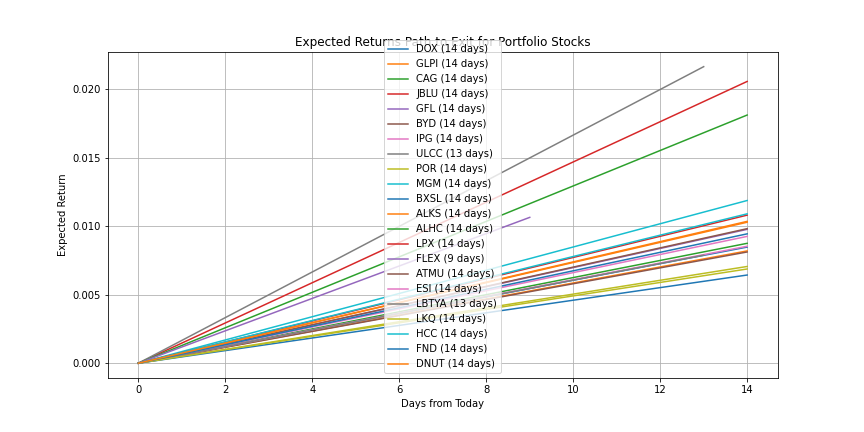 Expected Returns Path to Exit for Portfolio Stocks
DOX (14 days)
GLPI (14 days)
CAG (14 days)
JBLU (14 days)
GFL (14 days)
BYD (14 days)
IPG (14 days)
ULCC (13 days)
POR (14 days)
MGM (14 days)
BXSL (14 days)
ALKS (14 days)
ALHC (14 days)
LPX (14 days)
FLEX (9 days)
ATMU (14 days)
ESI (14 days)
LBTYA (13 days)
LKQ (14 days)
HCC (14 days)
FND (14 days)
DNUT (14 days)
Expected Return
0.020
0.015
0.010
0.005
0.000
0 2 4 6 8 10 12 14
Days from Today